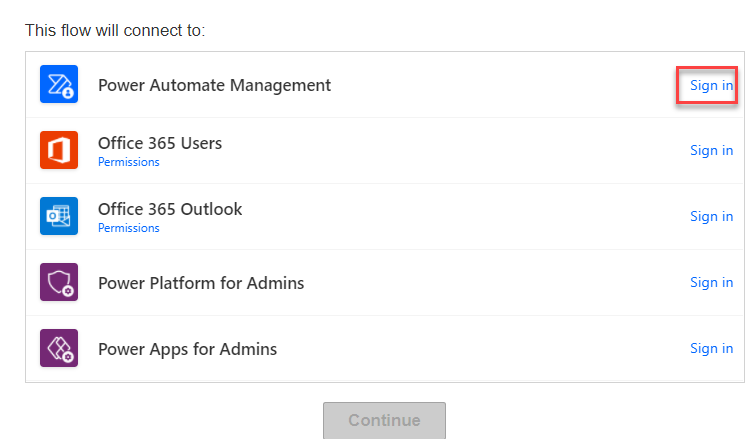 This flow will connect to:
Power Automate Management
Sign in
Office 365 Users
Permissions
Sign in
Office 365 Outlook
Permissions
Sign in
Power Platform for Admins
Sign in
Power Apps for Admins
Sign in
Continue